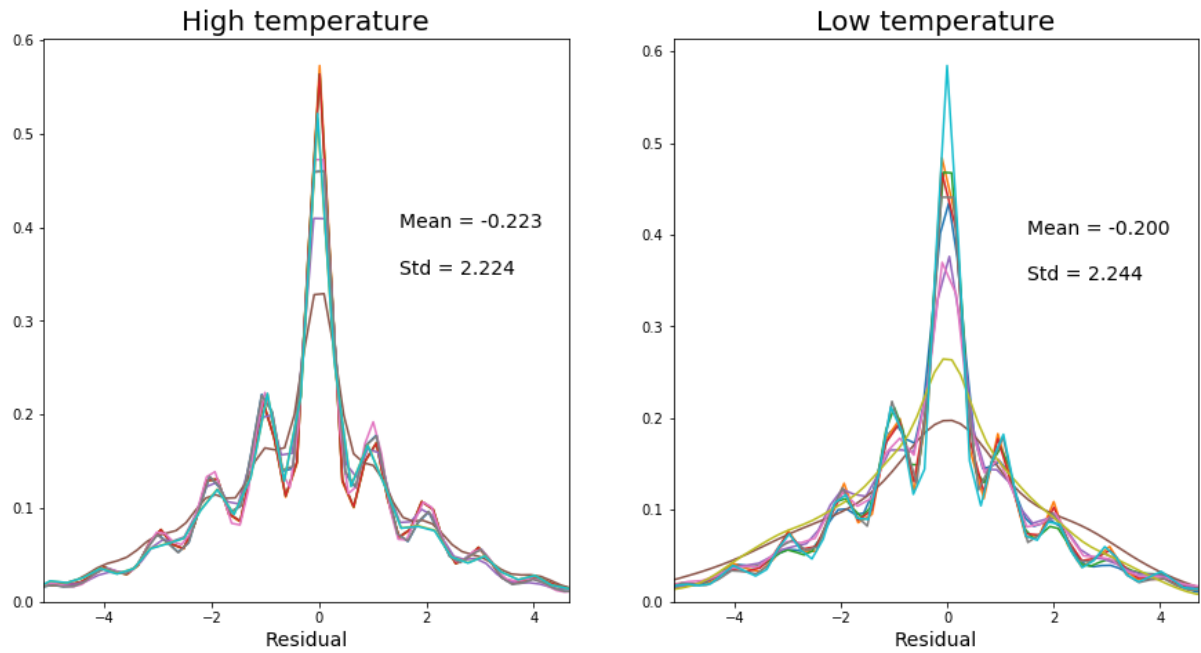 High temperature
0.6
0.5
0.4
0.3
0.2
0.1
0.0
Mean = -0.223
Std = 2.224
−4 −2 0 2 4
Residual
Low temperature
0.6
0.5
0.4
0.3
0.2
0.1
0.0
Mean = -0.200
Std = 2.244
−4 −2 0 2 4
Residual